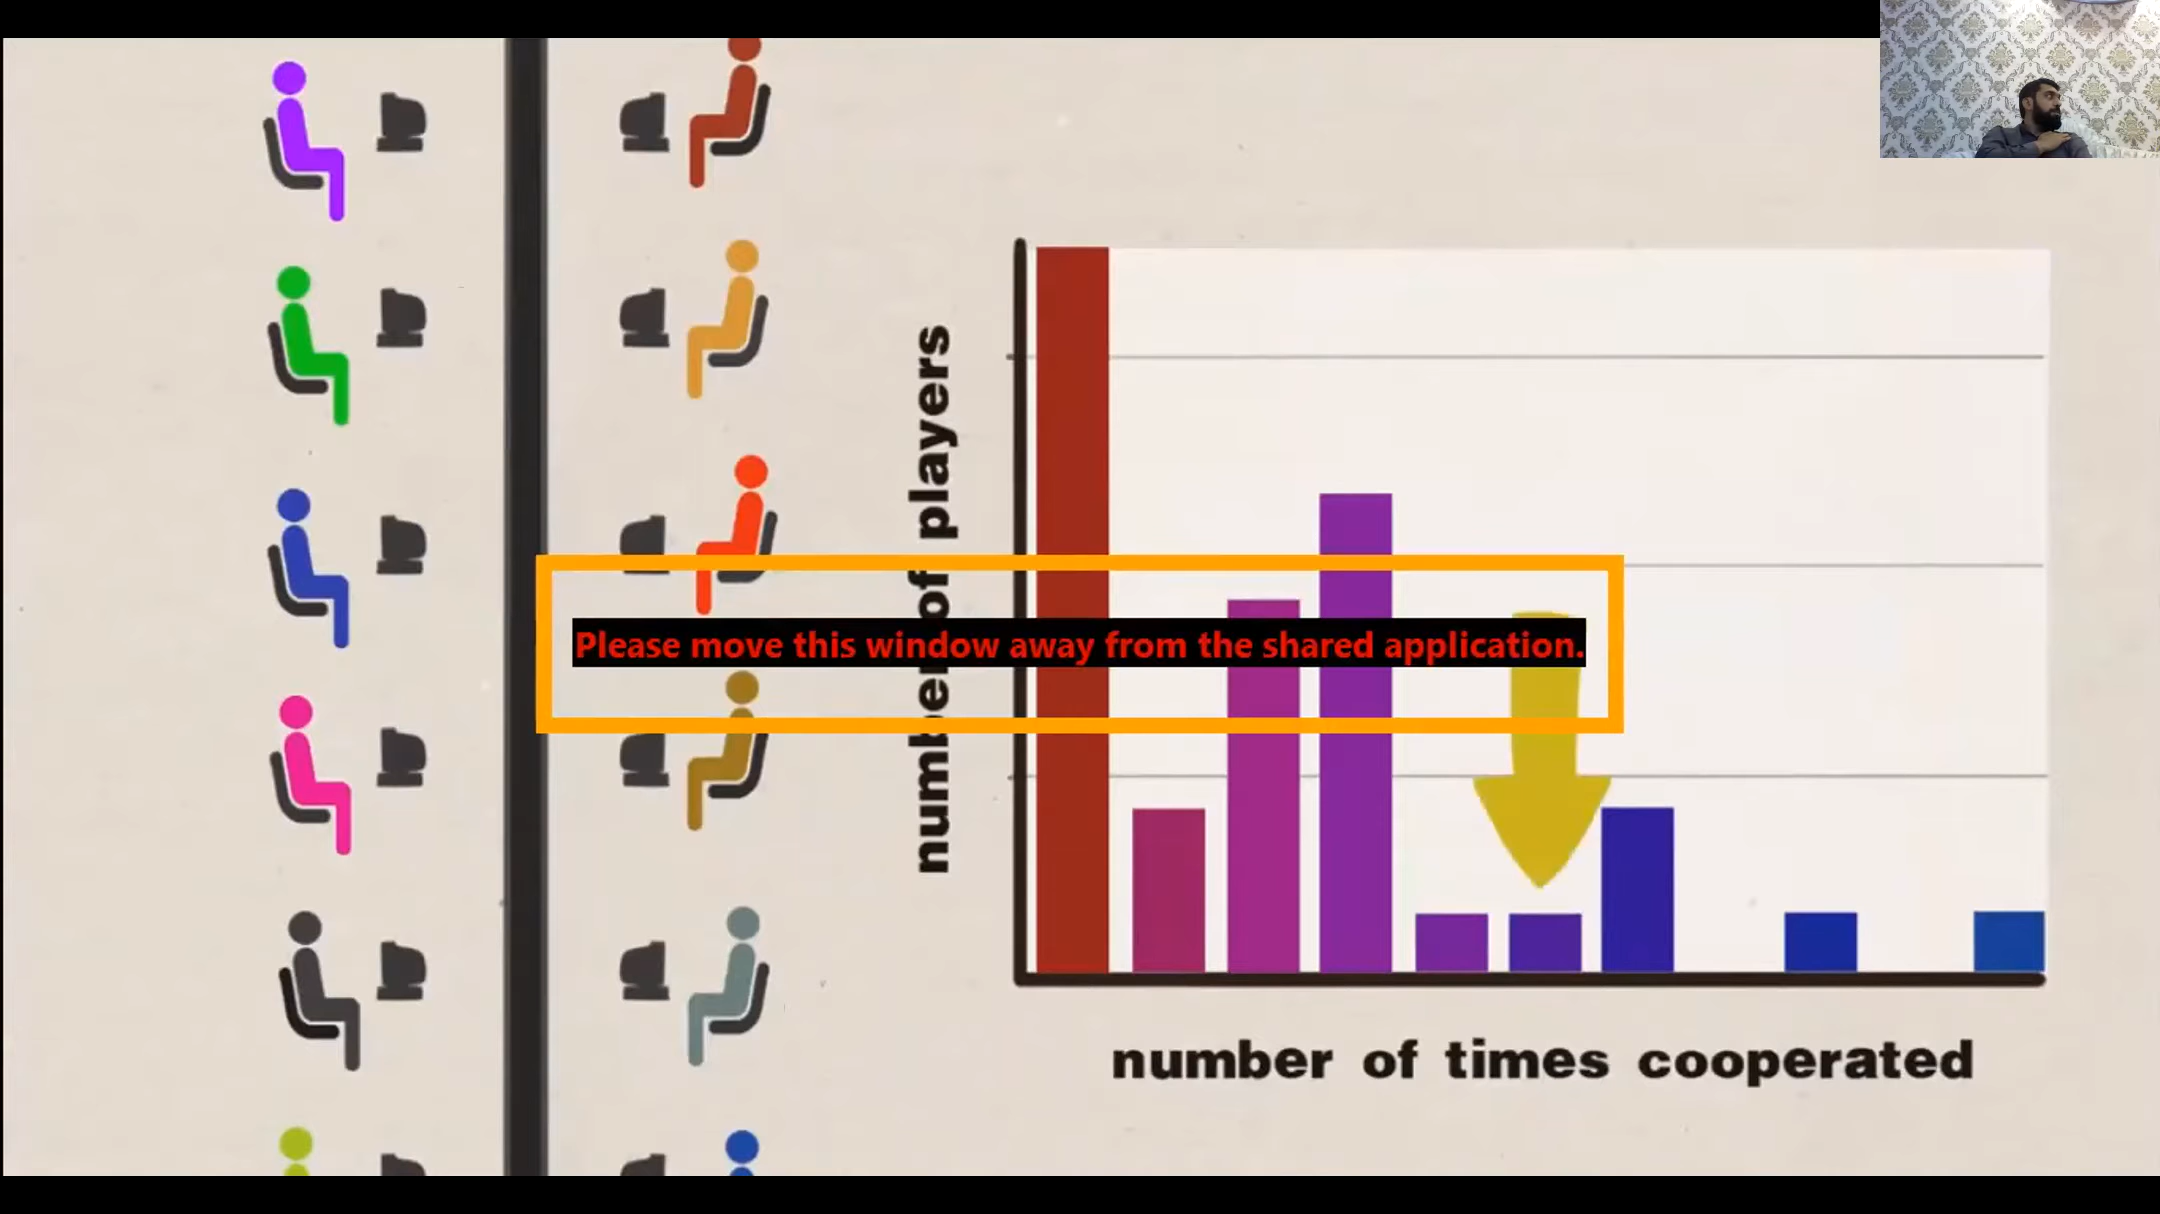 number of players
Please move this window away from the shared application.
number of times cooperated